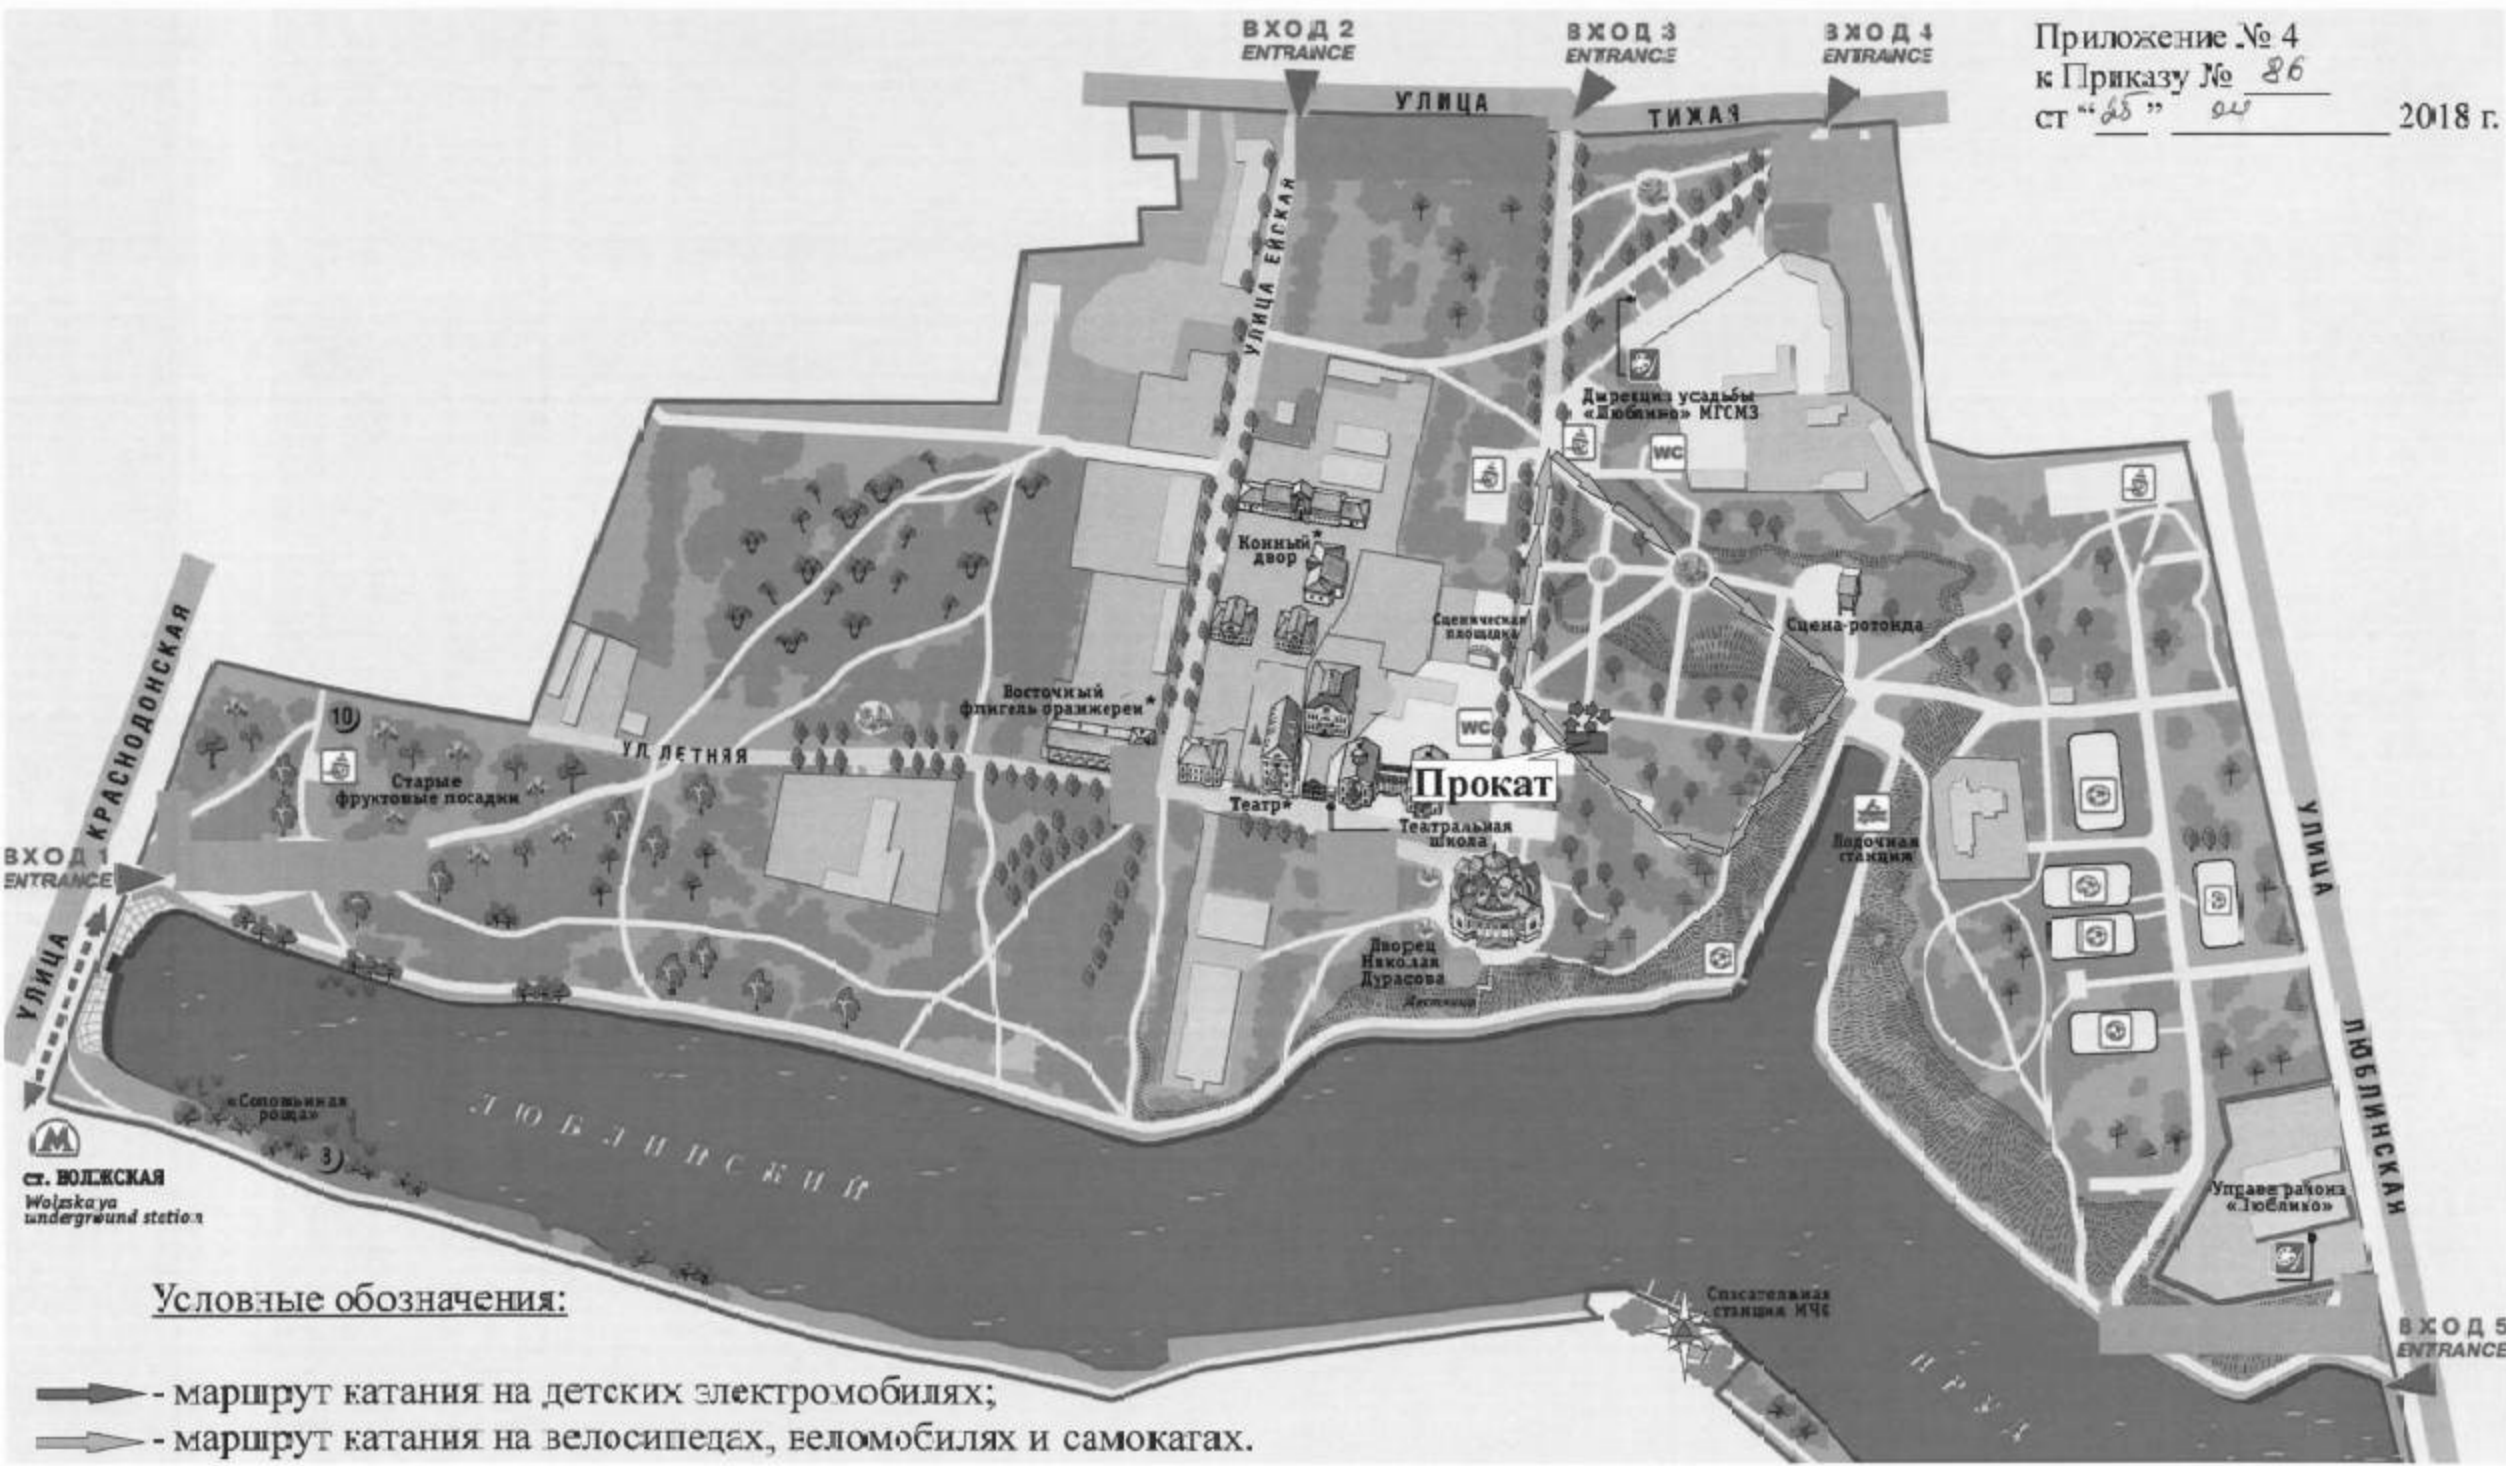 ВХОД 2
ENTRANCE
ВХОД 3
ENTRANCE
ВХОД 4
ENTRANCE
Приложение № 4
к Приказу № 86
от “25” 04 2018 г.
УЛИЦА
ТИХАЯ
УЛИЦА ЕЙСКАЯ
Дирекция усадьбы
«Люблино» МГОМЗ
WC
Конный*
двор
Сценическая
площадка
Сцена-ротонда
УЛИЦА КРАСНОДОНСКАЯ
10
Восточный
флигель оранжереи*
УЛ. ЛЕТНЯЯ
WC
Старые
фруктовые посадки
Прокат
Театр*
Театральная
школа
Лодочная
станция
УЛИЦА
ЛЮБЛИНСКАЯ
ВХОД 1
ENTRANCE
Дворец
Николая
Дурасова
Лестница
«Соловьиная
роща»
ЛЮБЛИНСКИЙ
М
ст. ВОЛЖСКАЯ
Wolzskaya
underground station
Управа района
«Люблино»
Спасательная
станция МЧС
ВХОД 5
ENTRANCE
ПРУД
Условные обозначения:
- маршрут катания на детских электромобилях;
- маршрут катания на велосипедах, веломобилях и самокатах.